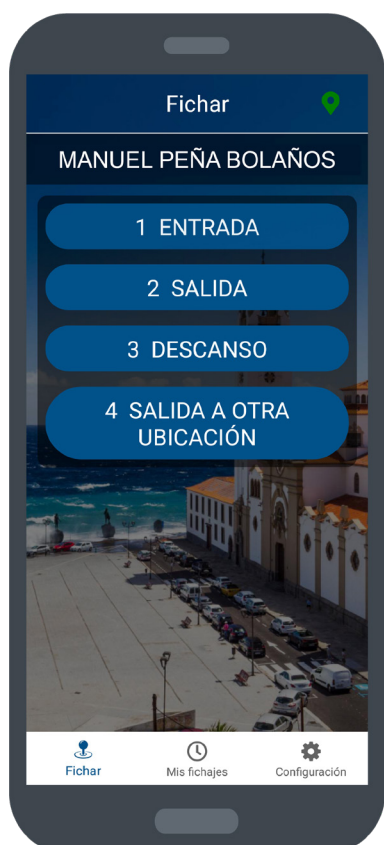 Fichar
MANUEL PEÑA BOLAÑOS
1 ENTRADA
2 SALIDA
3 DESCANSO
4 SALIDA A OTRA
UBICACIÓN
Fichar
Mis fichajes
Configuración